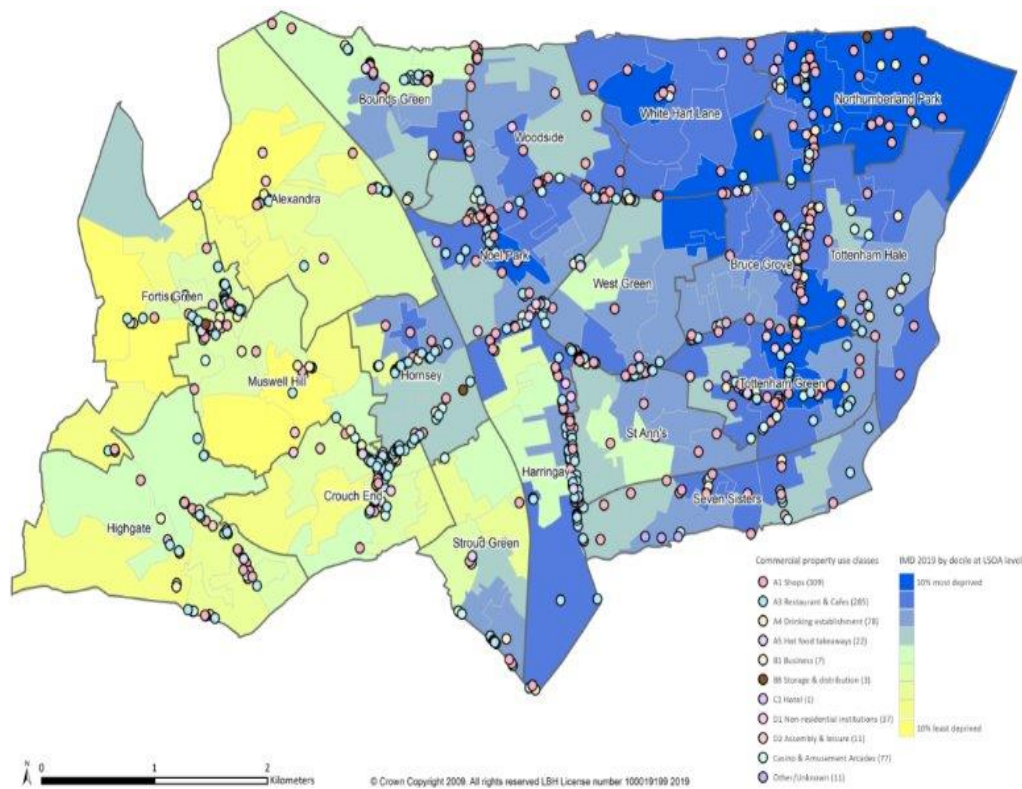 Bounds Green
White Hart Lane
Northumberland Park
Woodside
Alexandra
Noel Park
Bruce Grove
Tottenham Hale
West Green
Fortis Green
Muswell Hill
Hornsey
Tottenham Green
St Ann's
Harringay
Crouch End
Seven Sisters
Highgate
Stroud Green
Commercial property use classes
A1 Shops (309)
A3 Restaurant & Cafes (285)
A4 Drinking establishment (78)
A5 Hot food takeaways (22)
B1 Business (7)
B8 Storage & distribution (3)
C1 Hotel (1)
D1 Non-residential institutions (37)
D2 Assembly & leisure (11)
Casino & Amusement Arcades (77)
Other/Unknown (11)
IMD 2019 by decile at LSOA level
10% most deprived
10% least deprived
N
0 1 2
Kilometers
© Crown Copyright 2009. All rights reserved LBH License number 100019199 2019